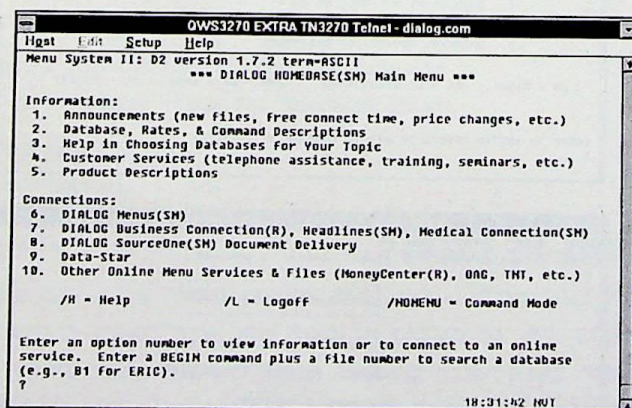 QWS3270 EXTRA TN3270 Telnet - dialog.com
Host Edit Setup Help
Menu System II: D2 version 1.7.2 term=ASCII
*** DIALOG HOMEBASE(SM) Main Menu ***
Information:
1. Announcements (new files, free connect time, price changes, etc.)
2. Database, Rates, & Command Descriptions
3. Help in Choosing Databases for Your Topic
4. Customer Services (telephone assistance, training, seminars, etc.)
5. Product Descriptions
Connections:
6. DIALOG Menus(SM)
7. DIALOG Business Connection(R), Headlines(SM), Medical Connection(SM)
8. DIALOG SourceOne(SM) Document Delivery
9. Data-Star
10. Other Online Menu Services & Files (MoneyCenter(R), OAG, TNT, etc.)
/H = Help /L = Logoff /NOMENU = Command Mode
Enter an option number to view information or to connect to an online
service. Enter a BEGIN command plus a file number to search a database
(e.g., B1 for ERIC).
?
18:31:42 NVT